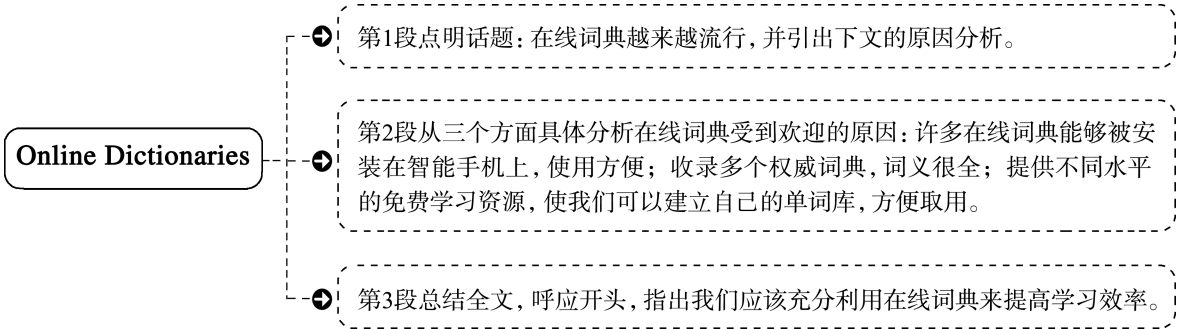 第1段点明话题：在线词典越来越流行，并引出下文的原因分析。
Online Dictionaries
第2段从三个方面具体分析在线词典受到欢迎的原因：许多在线词典能够被安
装在智能手机上，使用方便；收录多个权威词典，词义很全；提供不同水平
的免费学习资源，使我们可以建立自己的单词库，方便取用。
第3段总结全文，呼应开头，指出我们应该充分利用在线词典来提高学习效率。